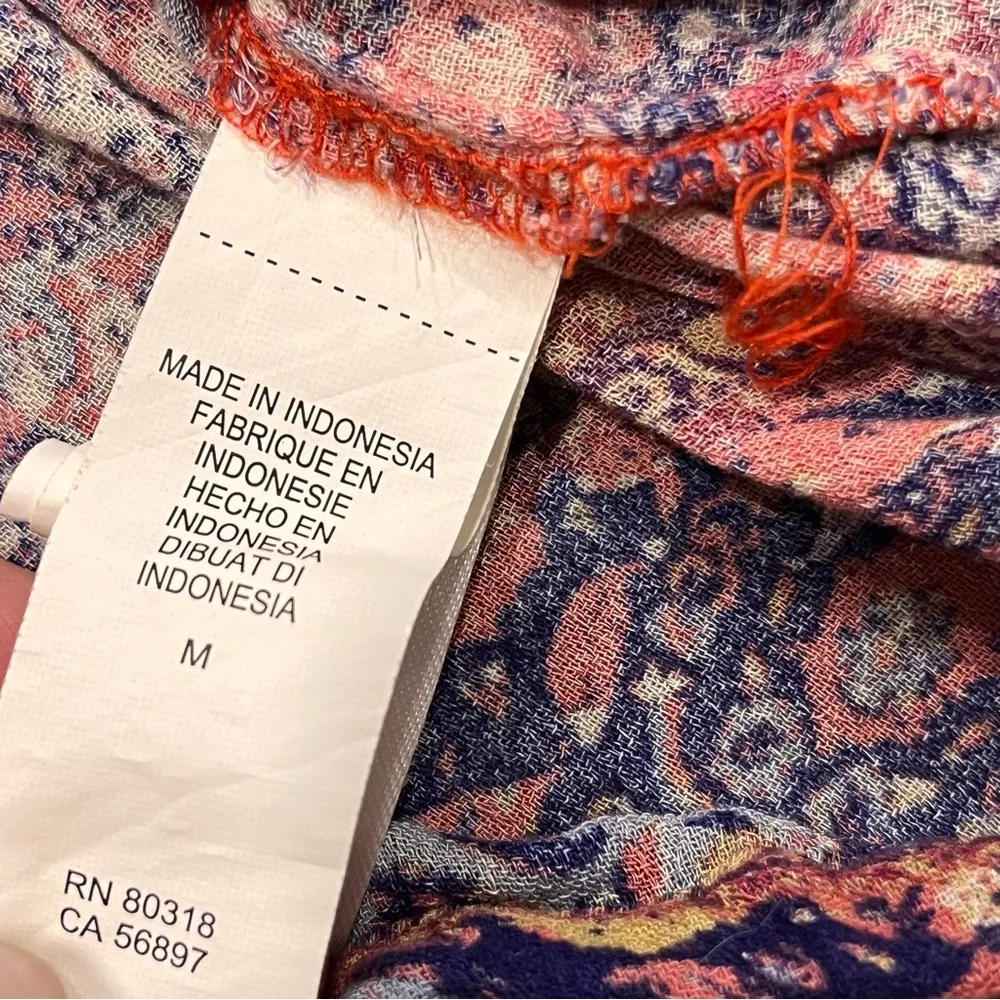 MADE IN INDONESIA
FABRIQUE EN
INDONESIE
HECHO EN
INDONESIA
DIBUAT DI
INDONESIA
M
RN 80318
CA 56897